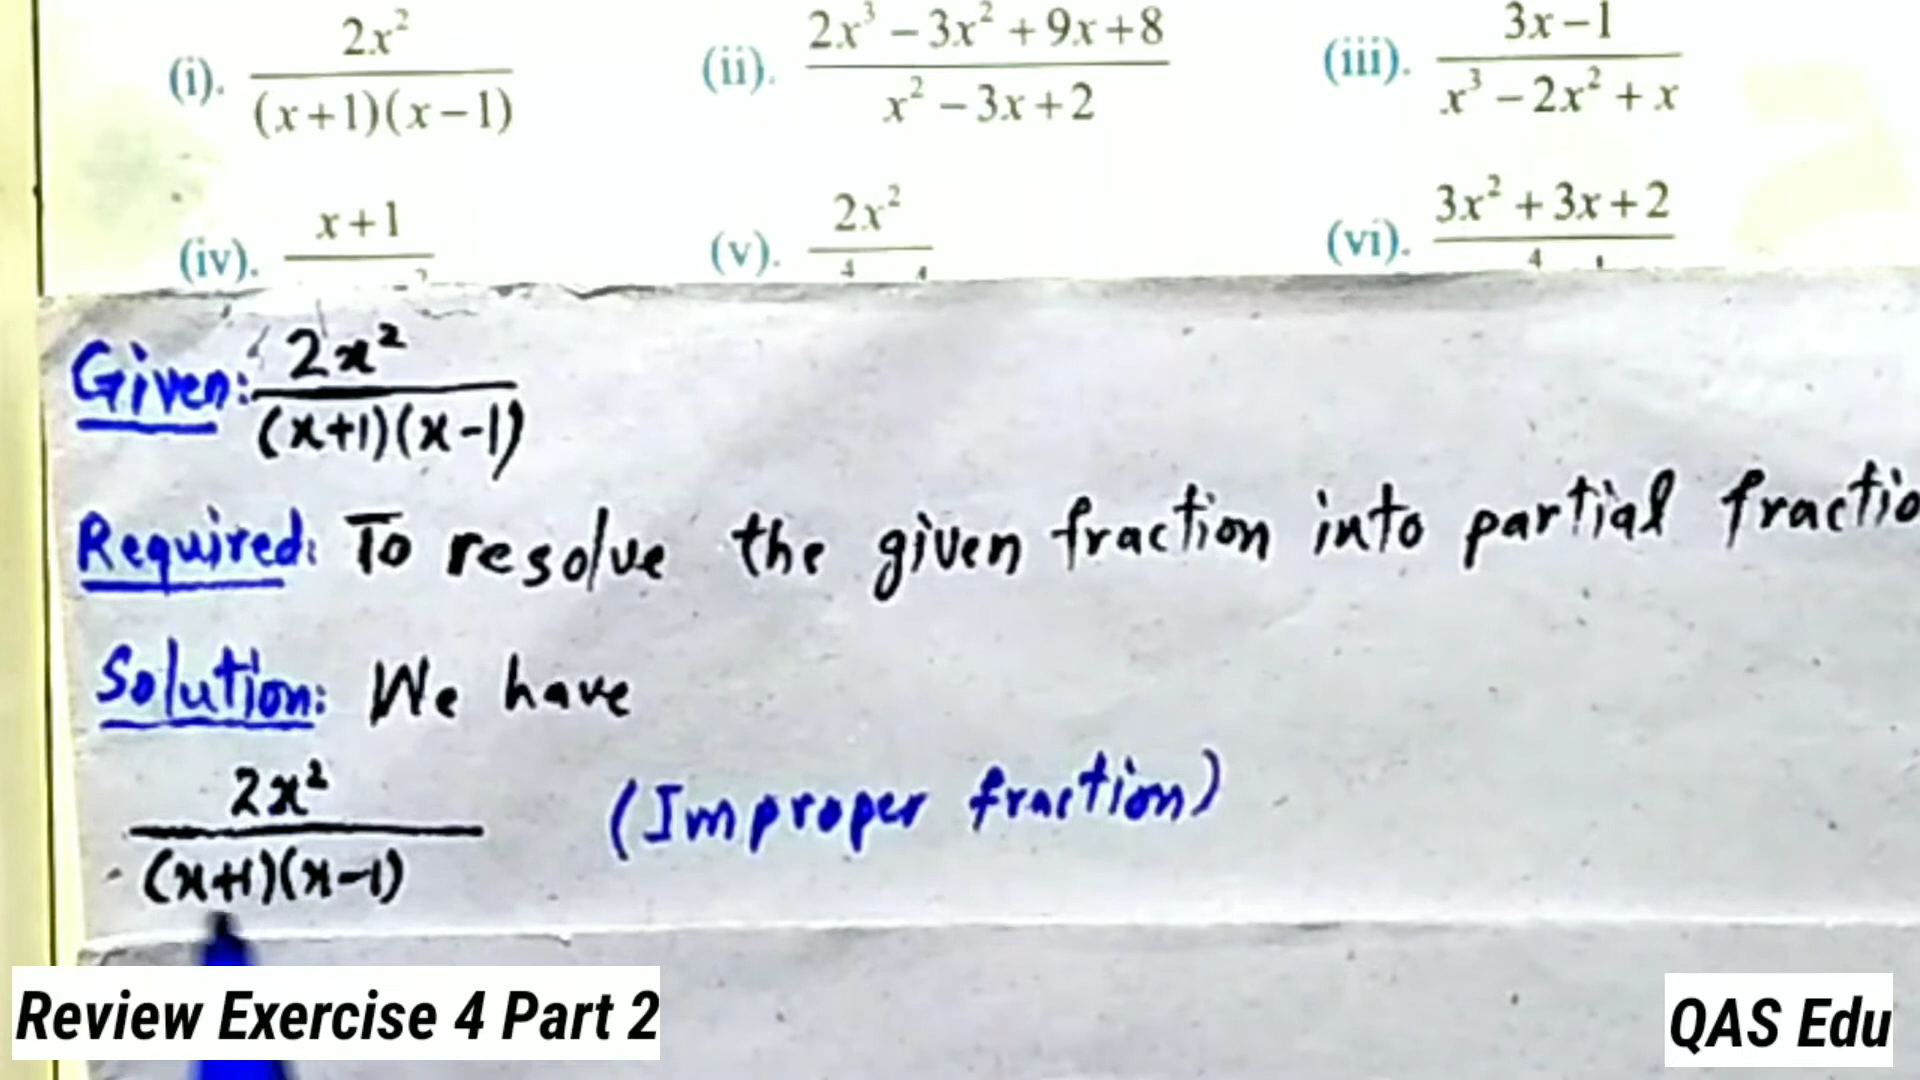 (i). 2x²/(x+1)(x−1) (ii). 2x³−3x²+9x+8/x²−3x+2 (iii). 3x−1/x³−2x²+x
(iv). x+1 (v). 2x² (vi). 3x²+3x+2
Given: 2x²/(x+1)(x-1)
Required: To resolve the given fraction into partial fractio
Solution: We have
2x²/(x+1)(x-1) (Improper fraction)
Review Exercise 4 Part 2
QAS Edu